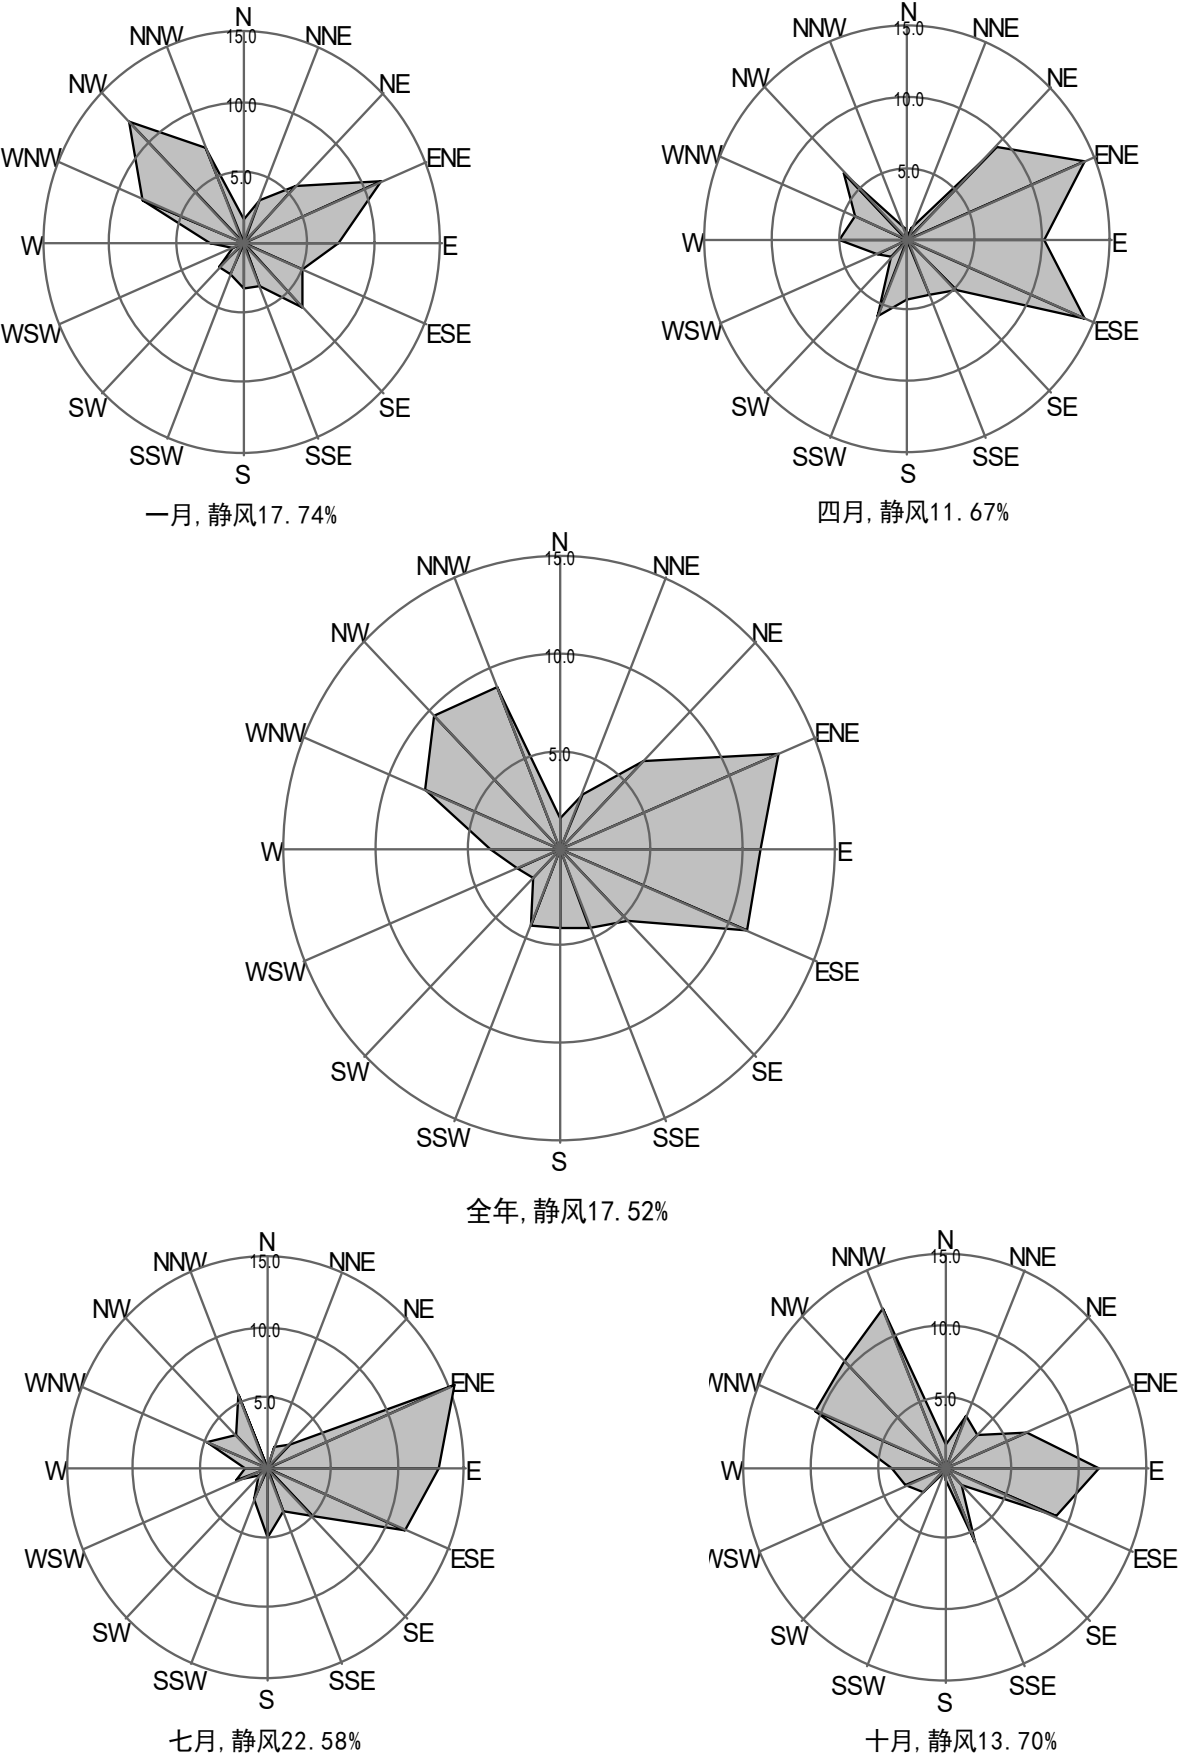 N
15.0
NNW
NNE
NW
NE
10.0
WNW
5.0
ENE
W
E
WSW
ESE
SW
SE
SSW
SSE
S
一月,静风17.74%
N
15.0
NNW
NNE
NW
NE
10.0
WNW
5.0
ENE
W
E
WSW
ESE
SW
SE
SSW
SSE
S
四月,静风11.67%
N
15.0
NNW
NNE
NW
NE
10.0
WNW
5.0
ENE
W
E
WSW
ESE
SW
SE
SSW
SSE
S
全年,静风17.52%
N
15.0
NNW
NNE
NW
NE
10.0
WNW
5.0
ENE
W
E
WSW
ESE
SW
SE
SSW
SSE
S
七月,静风22.58%
N
15.0
NNW
NNE
NW
NE
10.0
WNW
5.0
ENE
W
E
WSW
ESE
SW
SE
SSW
SSE
S
十月,静风13.70%